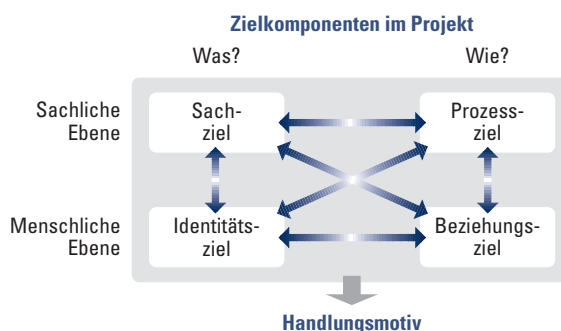 Zielkomponenten im Projekt
Was?
Wie?
Sachliche
Ebene
Sach-
ziel
Prozess-
ziel
Menschliche
Ebene
Identitäts-
ziel
Beziehungs-
ziel
Handlungsmotiv